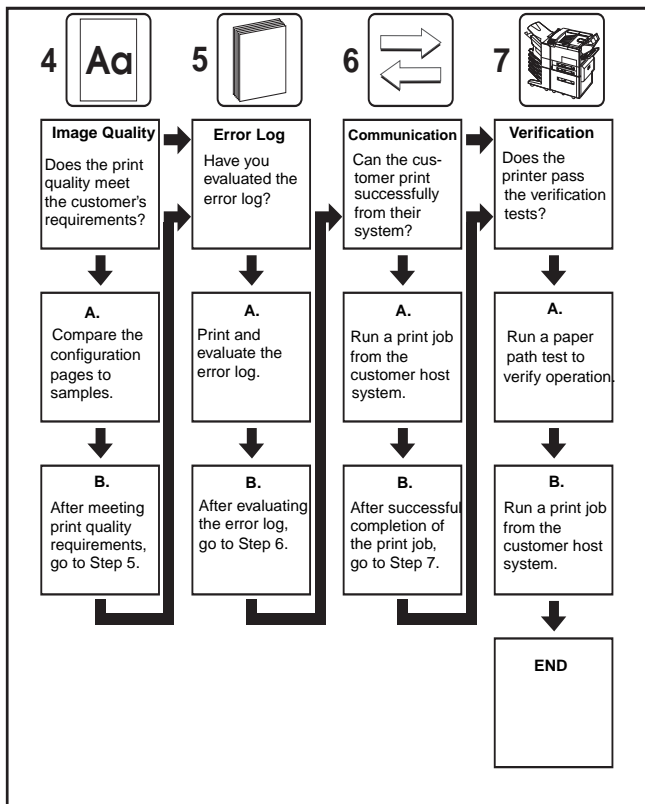 4
Aa
5
6
7
Image Quality
Does the print
quality meet
the customer's
requirements?
A.
Compare the
configuration
pages to
samples.
B.
After meeting
print quality
requirements,
go to Step 5.
Error Log
Have you
evaluated the
error log?
A.
Print and
evaluate the
error log.
B.
After evaluating
the error log,
go to Step 6.
Communication
Can the cus-
tomer print
successfully
from their
system?
A.
Run a print job
from the
customer host
system.
B.
After successful
completion of
the print job,
go to Step 7.
Verification
Does the
printer pass
the verification
tests?
A.
Run a paper
path test to
verify operation.
B.
Run a print job
from the
customer host
system.
END